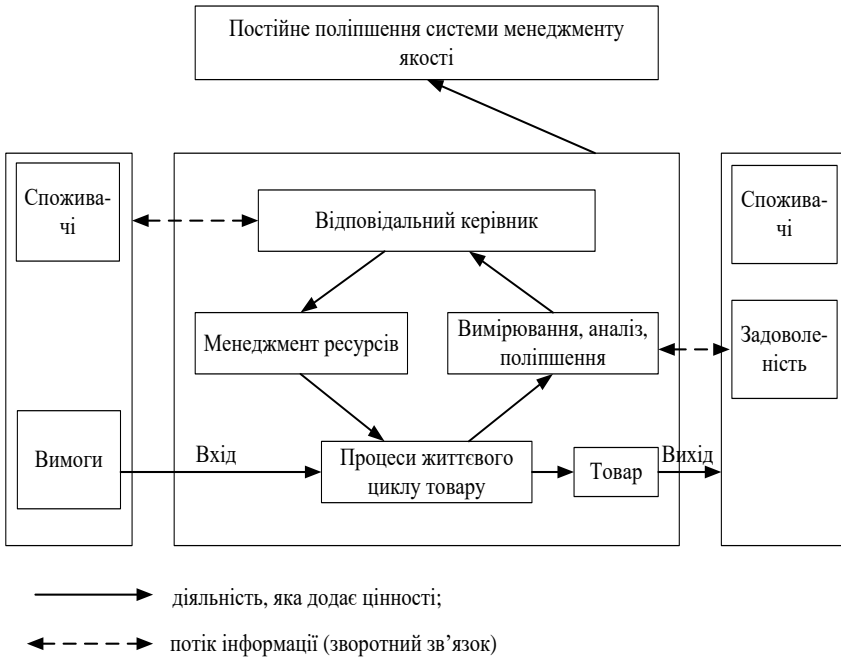 Постійне поліпшення системи менеджменту
якості
Спожива-
чі
Відповідальний керівник
Спожива-
чі
Менеджмент ресурсів
Вимірювання, аналіз,
поліпшення
Задоволе-
ність
Вимоги
Вхід
Процеси життєвого
циклу товару
Товар
Вихід
діяльність, яка додає цінності;
потік інформації (зворотний зв’язок)